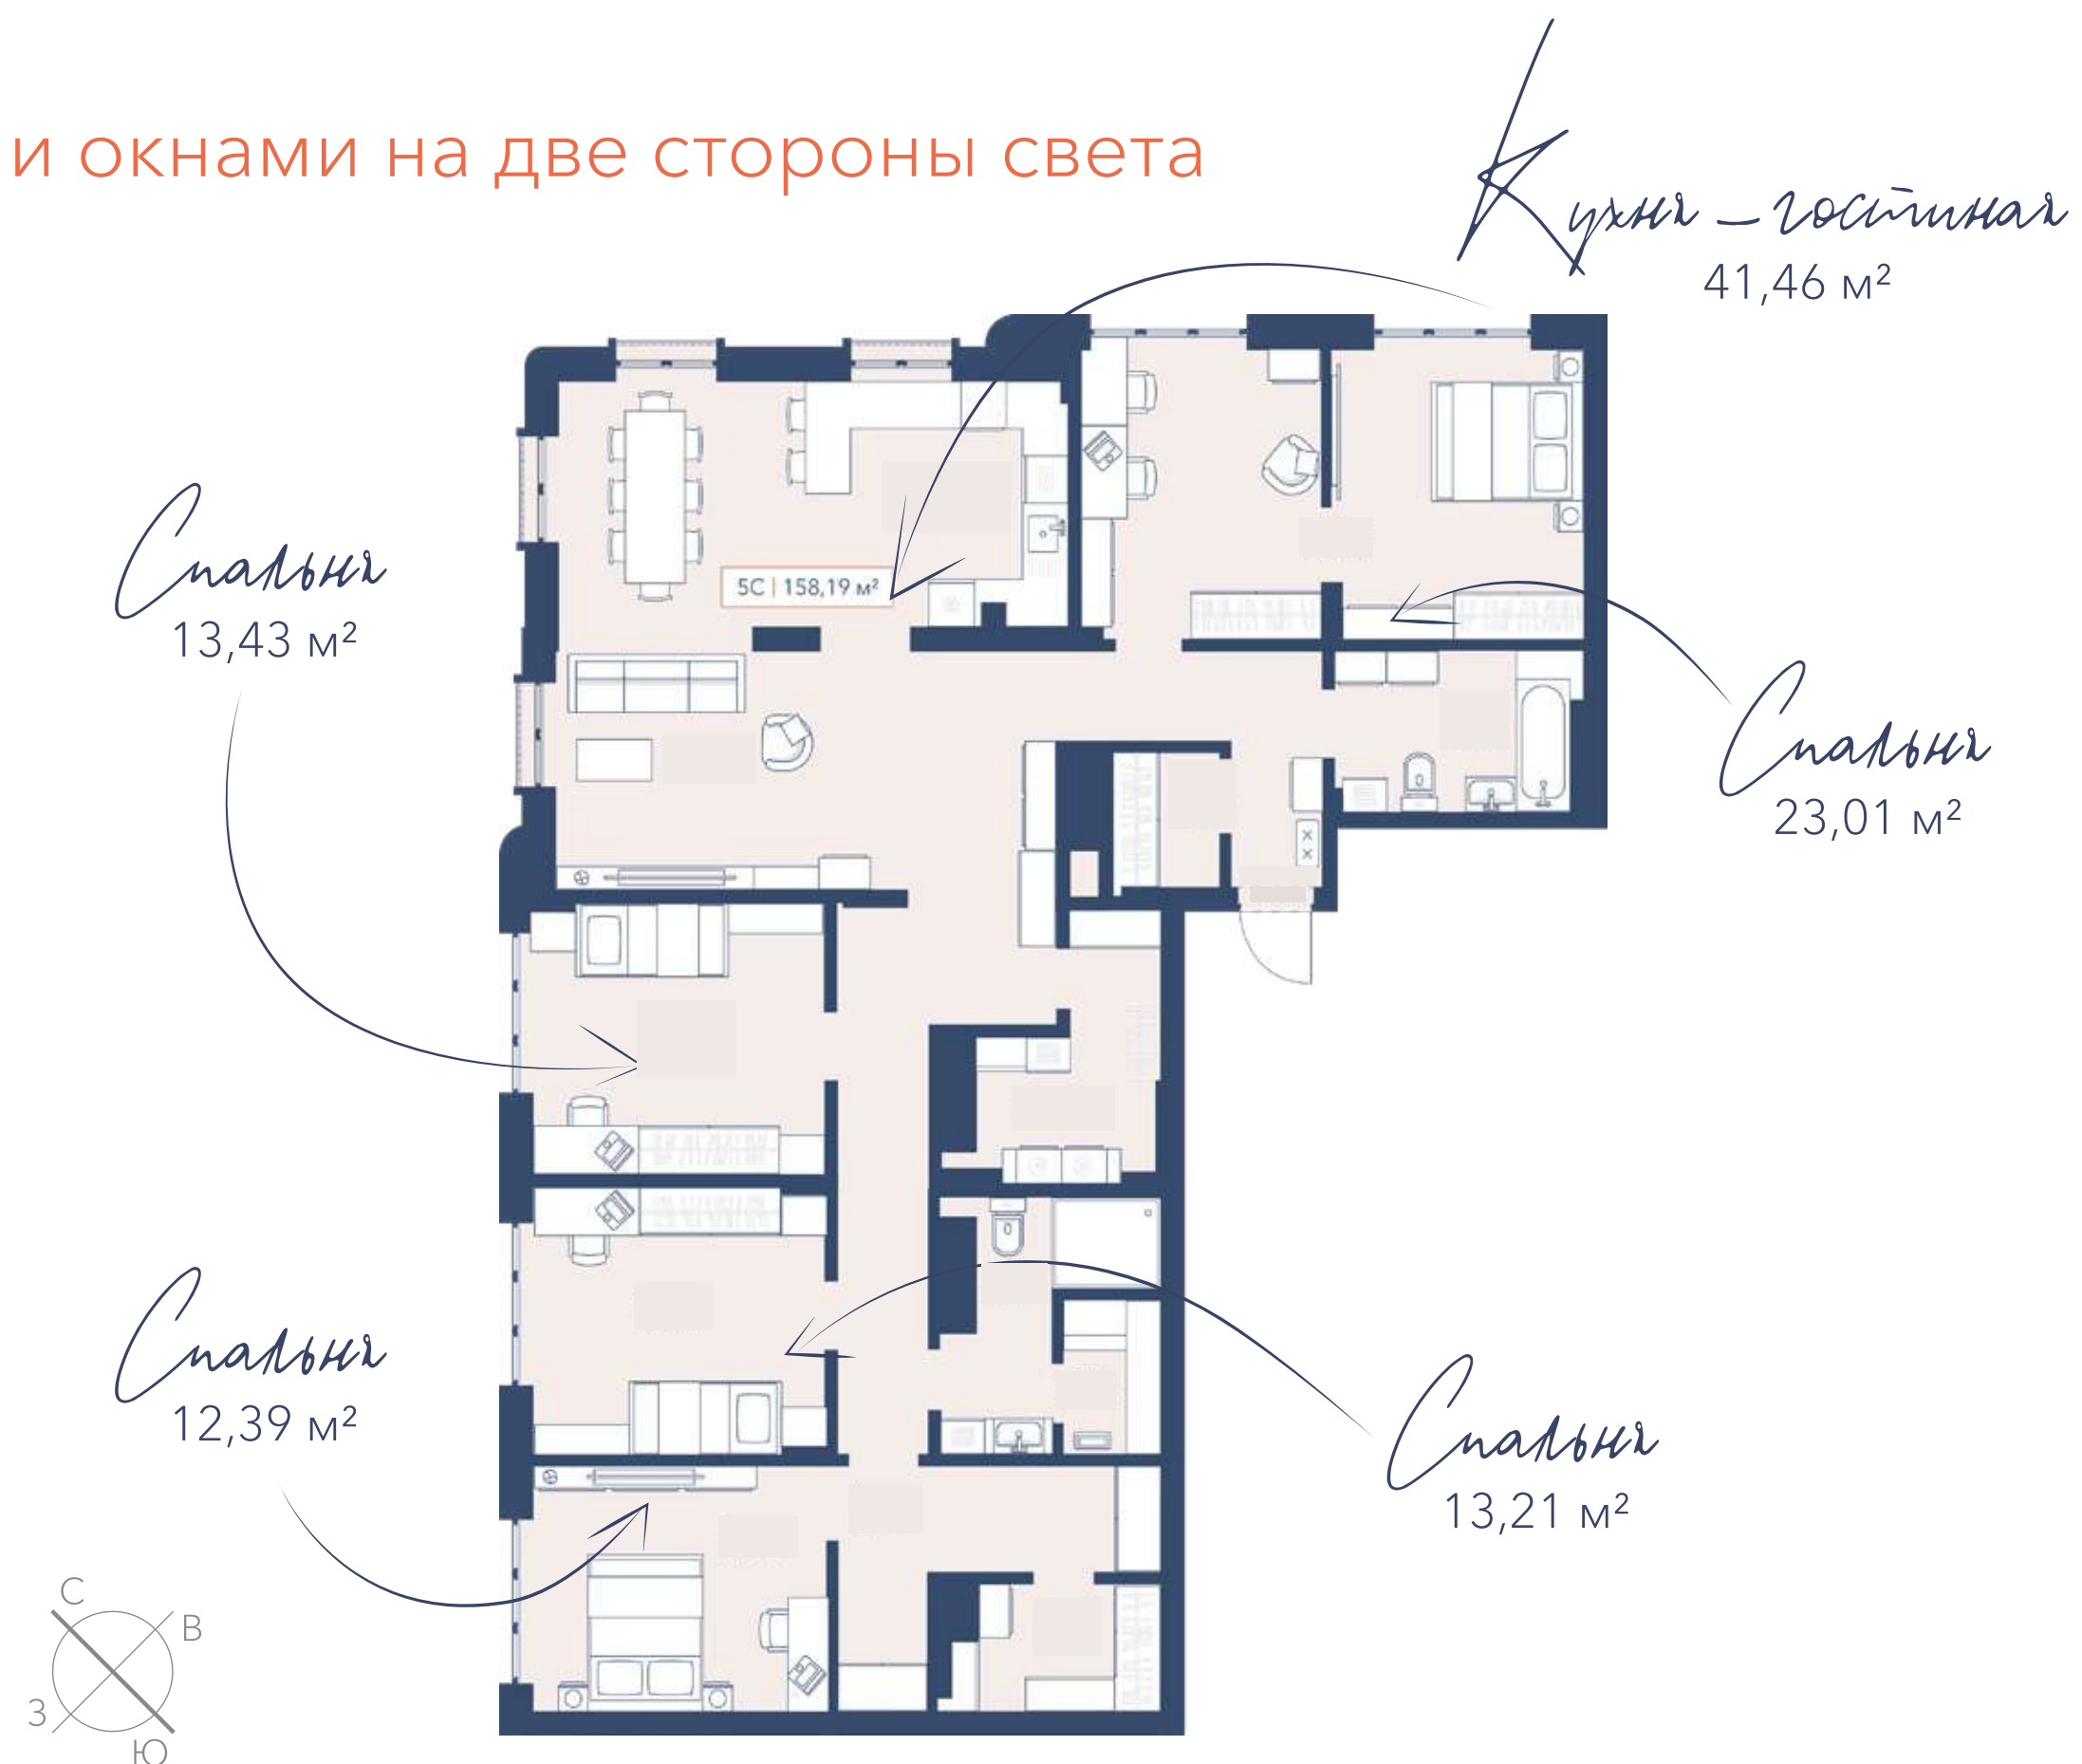 и окнами на две стороны света
Кухня – гостиная
41,46 м²
Спальня
13,43 м²
5С | 158,19 м²
Спальня
23,01 м²
Спальня
12,39 м²
Спальня
13,21 м²
С
В
З
Ю